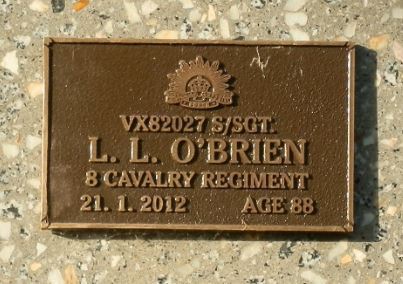 VX82027 S/SGT.
L. L. O'BRIEN
8 CAVALRY REGIMENT
21. 1. 2012 AGE 88